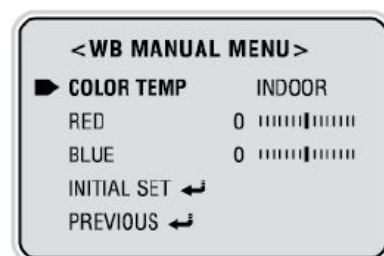 <WB MANUAL MENU>
COLOR TEMP INDOOR
RED 0
BLUE 0
INITIAL SET ↵
PREVIOUS ↵